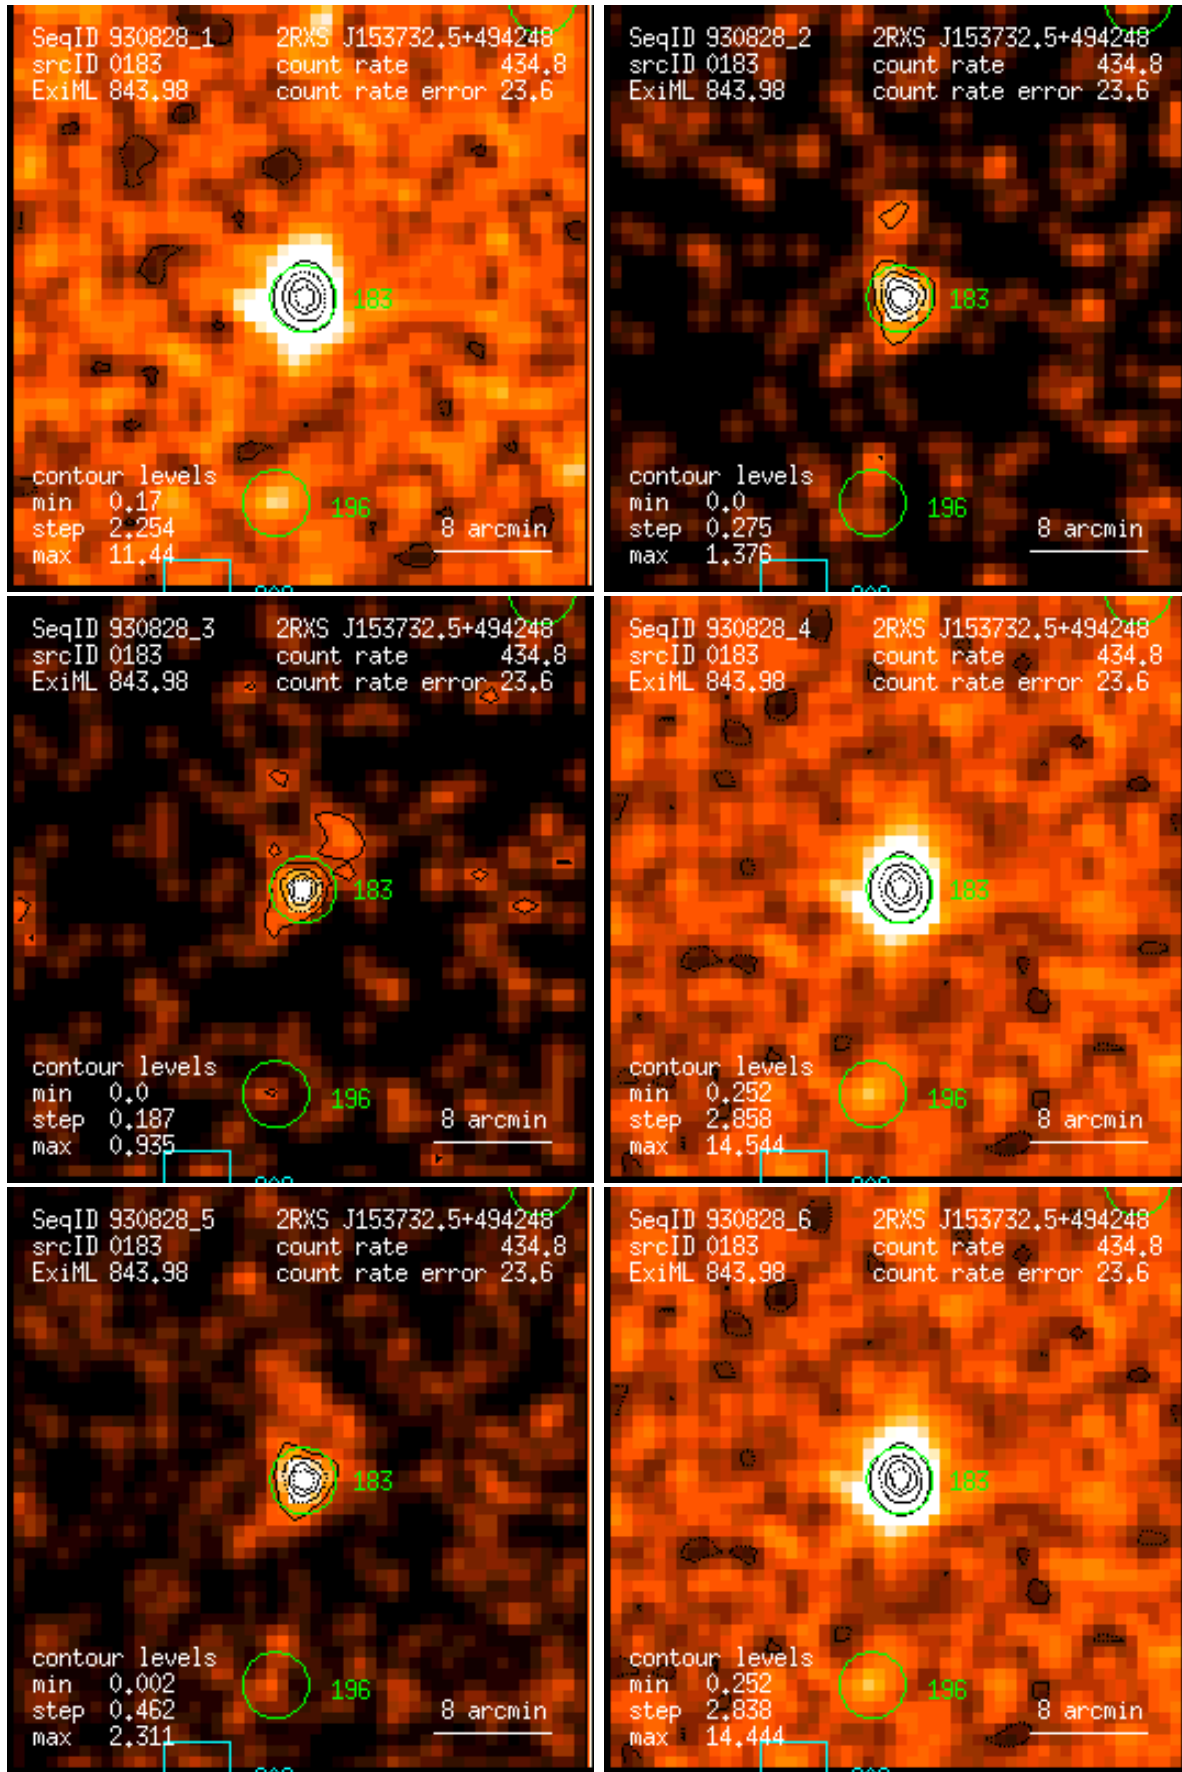 SeqID 930828_1 2RXS J153732.5+494248
srcID 0183 count rate 434.8
ExiML 843.98 count rate error 23.6
183
contour levels
min 0.17
196
step 2.254
8 arcmin
max 11.44
SeqID 930828_2 2RXS J153732.5+494248
srcID 0183 count rate 434.8
ExiML 843.98 count rate error 23.6
183
contour levels
min 0.0
196
step 0.275
8 arcmin
max 1.376
SeqID 930828_3 2RXS J153732.5+494248
srcID 0183 count rate 434.8
ExiML 843.98 count rate error 23.6
183
contour levels
min 0.0
196
step 0.187
8 arcmin
max 0.935
SeqID 930828_4 2RXS J153732.5+494248
srcID 0183 count rate 434.8
ExiML 843.98 count rate error 23.6
183
contour levels
min 0.252
196
step 2.858
8 arcmin
max 14.544
SeqID 930828_5 2RXS J153732.5+494248
srcID 0183 count rate 434.8
ExiML 843.98 count rate error 23.6
183
contour levels
min 0.002
196
step 0.462
8 arcmin
max 2.311
SeqID 930828_6 2RXS J153732.5+494248
srcID 0183 count rate 434.8
ExiML 843.98 count rate error 23.6
183
contour levels
min 0.252
196
step 2.838
8 arcmin
max 14.444